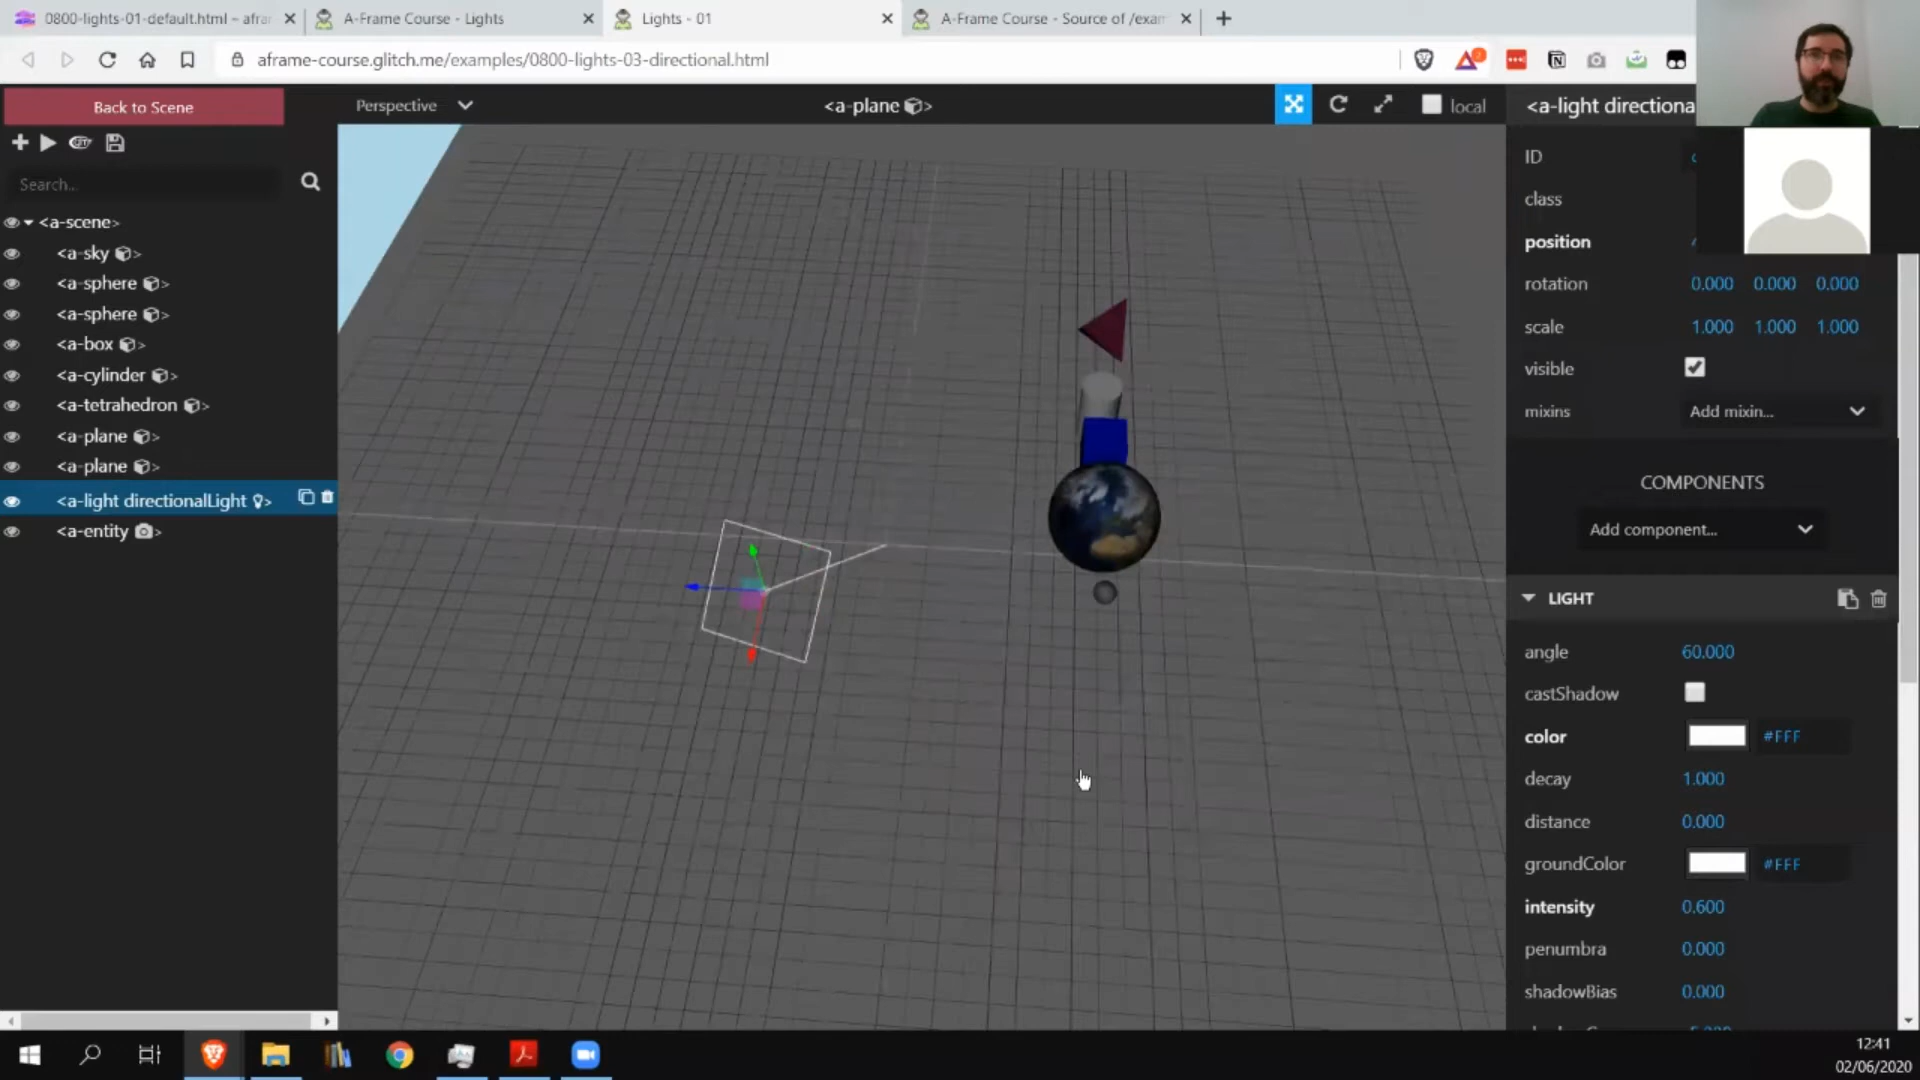 0800-lights-01-default.html – afra
A-Frame Course - Lights
Lights - 01
A-Frame Course - Source of /exam
aframe-course.glitch.me/examples/0800-lights-03-directional.html
Back to Scene
Perspective
<a-plane >
local
<a-light directiona
Search...
<a-scene>
<a-sky >
<a-sphere >
<a-sphere >
<a-box >
<a-cylinder >
<a-tetrahedron >
<a-plane >
<a-plane >
<a-light directionalLight >
<a-entity >
ID
class
position
rotation 0.000 0.000 0.000
scale 1.000 1.000 1.000
visible
mixins Add mixin...
COMPONENTS
Add component...
LIGHT
angle 60.000
castShadow
color #FFF
decay 1.000
distance 0.000
groundColor #FFF
intensity 0.600
penumbra 0.000
shadowBias 0.000
12:41
02/06/2020